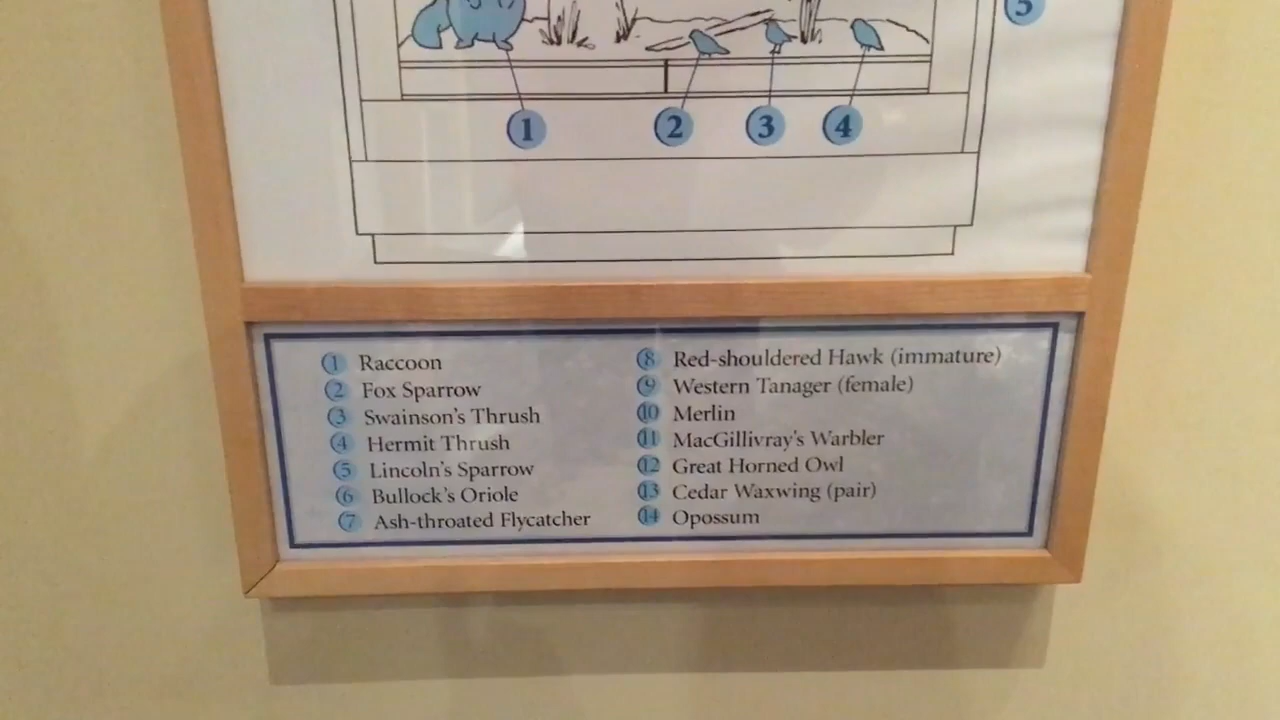 5
1 2 3 4
1 Raccoon
2 Fox Sparrow
3 Swainson's Thrush
4 Hermit Thrush
5 Lincoln's Sparrow
6 Bullock's Oriole
7 Ash-throated Flycatcher
8 Red-shouldered Hawk (immature)
9 Western Tanager (female)
10 Merlin
11 MacGillivray's Warbler
12 Great Horned Owl
13 Cedar Waxwing (pair)
14 Opossum